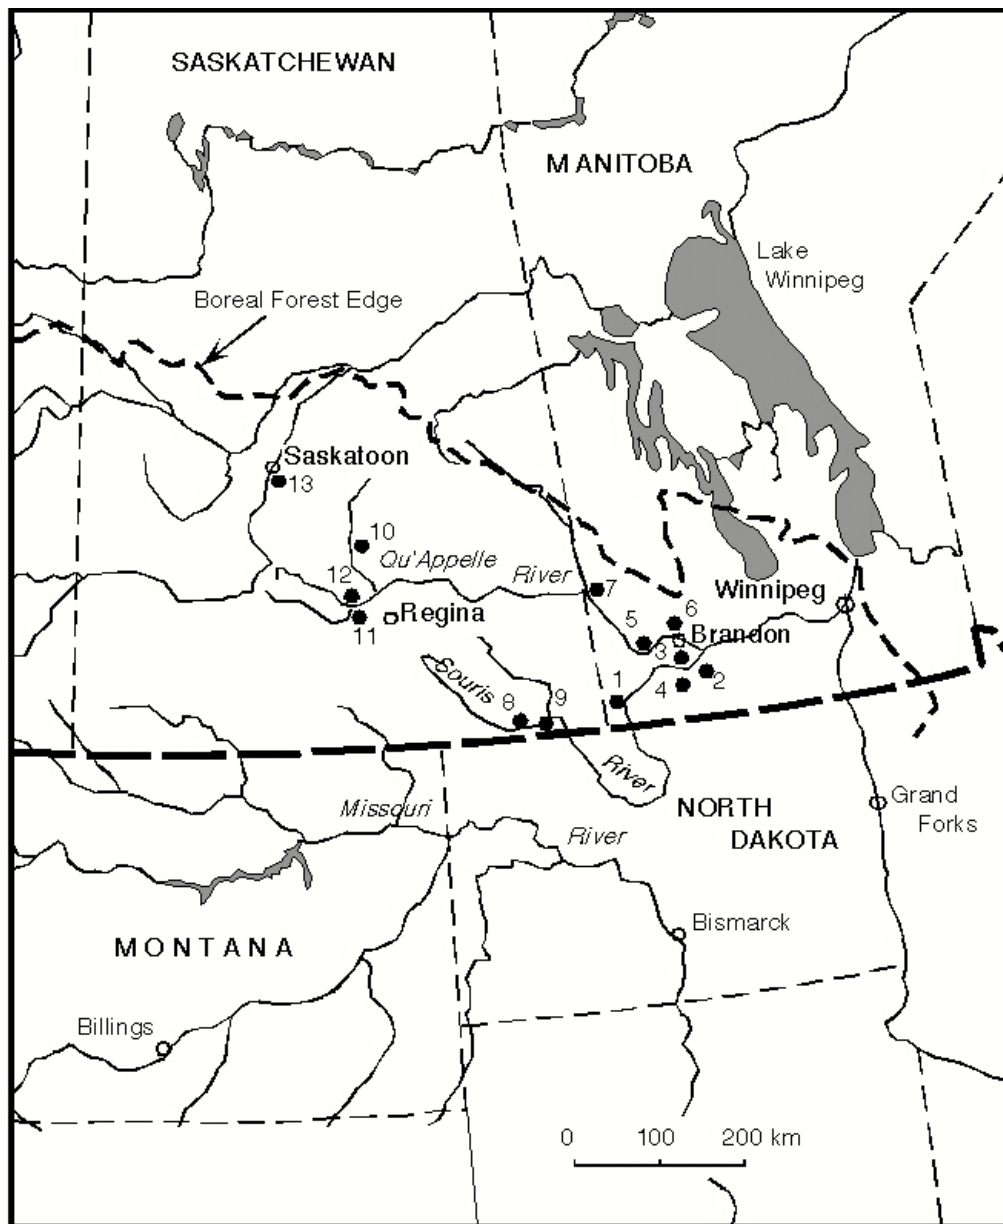 SASKATCHEWAN
MANITOBA
Lake
Winnipeg
Boreal Forest Edge
Saskatoon
13
10
Qu'Appelle
River
12
7
Winnipeg
Regina
11
5
6
Brandon
3
Souris
1
4
2
8
9
River
Missouri
NORTH
DAKOTA
Grand
Forks
River
Bismarck
MONTANA
Billings
0 100 200 km